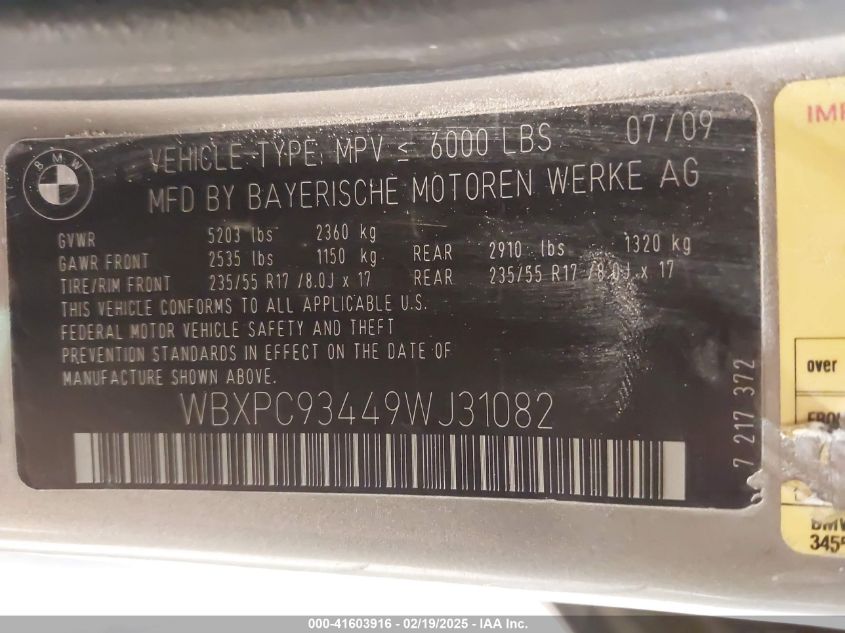 BMW
VEHICLE TYPE: MPV ≤ 6000 LBS 07/09
MFD BY BAYERISCHE MOTOREN WERKE AG
GVWR 5203 lbs 2360 kg
GAWR FRONT 2535 lbs 1150 kg REAR 2910 lbs 1320 kg
TIRE/RIM FRONT 235/55 R17 /8.0J x 17 REAR 235/55 R17 /8.0J x 17
THIS VEHICLE CONFORMS TO ALL APPLICABLE U.S.
FEDERAL MOTOR VEHICLE SAFETY AND THEFT
PREVENTION STANDARDS IN EFFECT ON THE DATE OF
MANUFACTURE SHOWN ABOVE.
WBXPC93449WJ31082
7 217 372
IMP
over
BMW
345
000-41603916 - 02/19/2025 - IAA Inc.